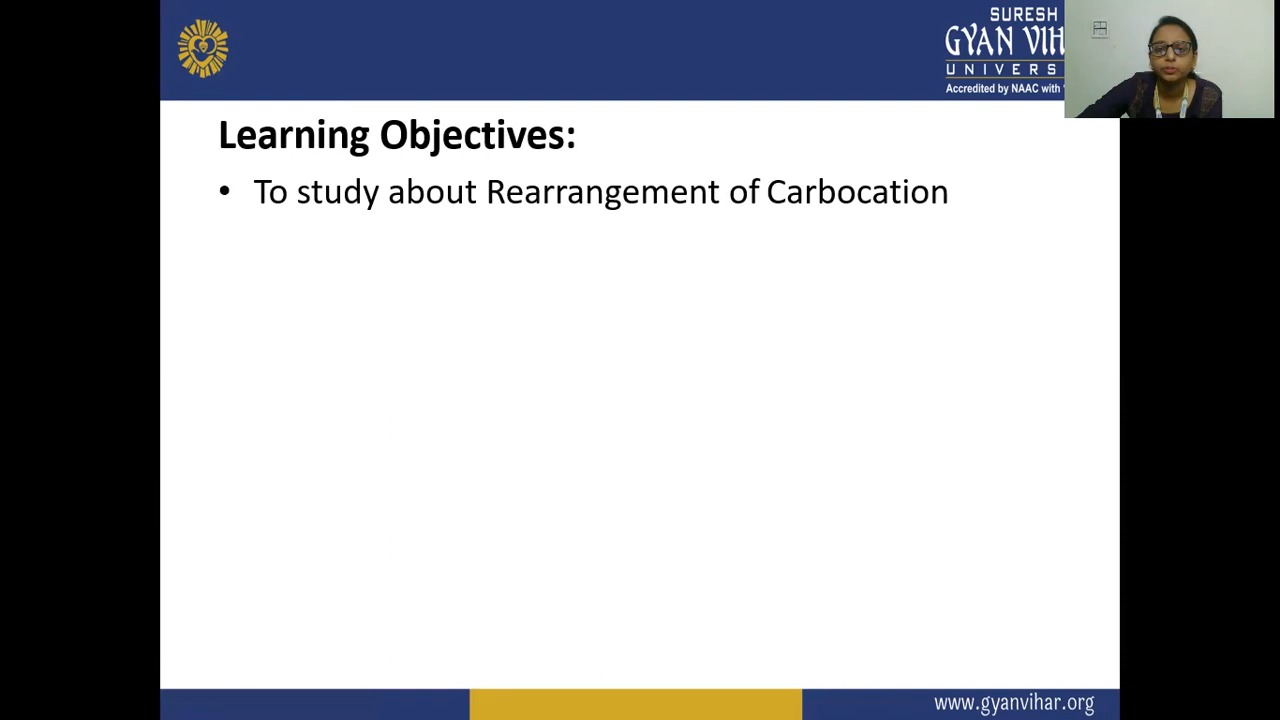 SURESH
GYAN VIH
UNIVERS
Accredited by NAAC with
Learning Objectives:
• To study about Rearrangement of Carbocation
www.gyanvihar.org